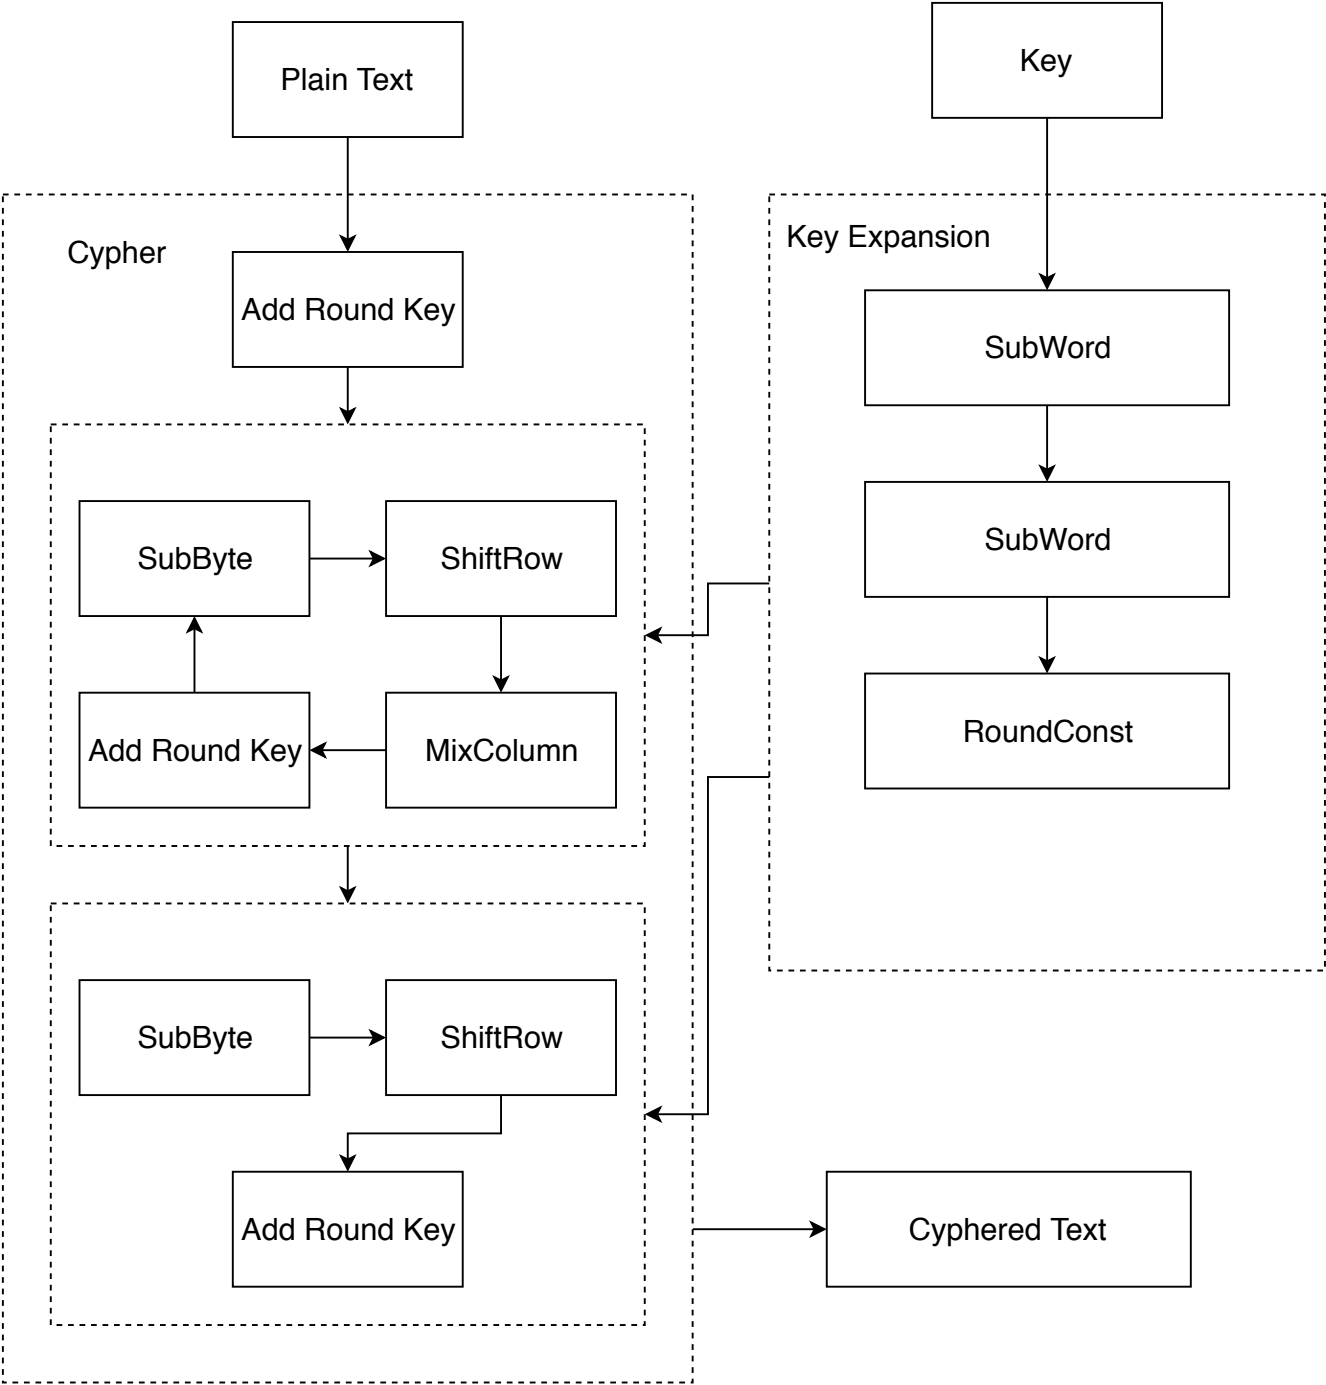 Plain Text
Key
Cypher
Key Expansion
Add Round Key
SubWord
SubWord
SubByte
ShiftRow
RoundConst
Add Round Key
MixColumn
SubByte
ShiftRow
Add Round Key
Cyphered Text